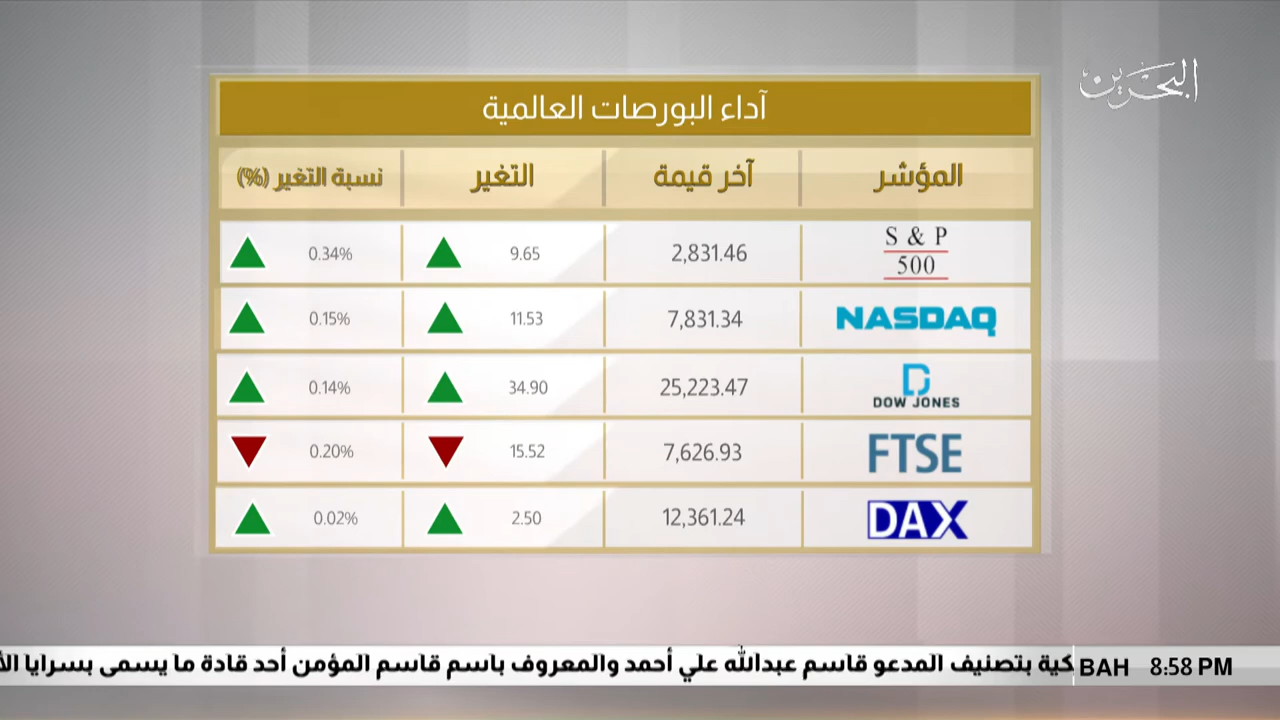 البحرين
آداء البورصات العالمية
المؤشر آخر قيمة التغير نسبة التغير (%)
S & P 500 2,831.46 9.65 0.34%
NASDAQ 7,831.34 11.53 0.15%
DOW JONES 25,223.47 34.90 0.14%
FTSE 7,626.93 15.52 0.20%
DAX 12,361.24 2.50 0.02%
كية بتصنيف المدعو قاسم عبدالله علي أحمد والمعروف باسم قاسم المؤمن أحد قادة ما يسمى بسرايا الأ
BAH 8:58 PM